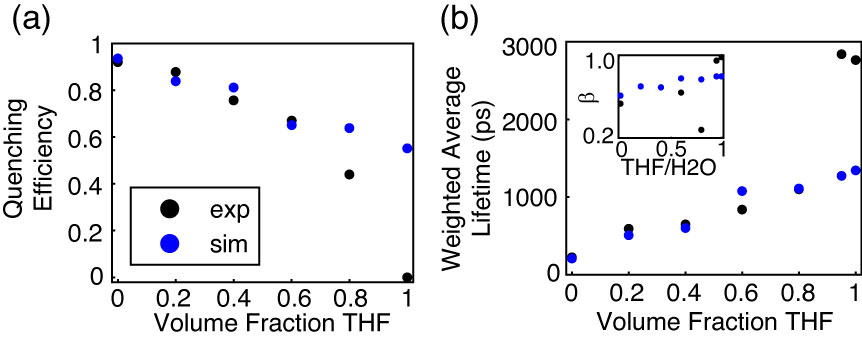 (a)
1
0.8
0.6
0.4
0.2
0
Quenching
Efficiency
exp
sim
0 0.2 0.4 0.6 0.8 1
Volume Fraction THF
(b)
3000
2000
1000
0
Weighted Average
Lifetime (ps)
1.0
β
0.2
0 0.5 1
THF/H2O
0 0.2 0.4 0.6 0.8 1
Volume Fraction THF